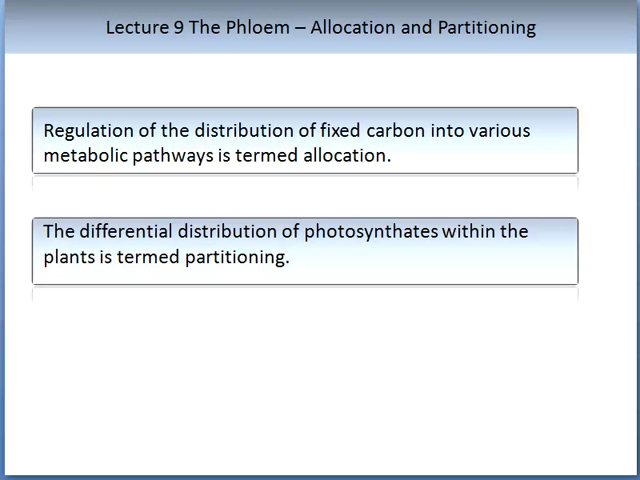 Lecture 9 The Phloem – Allocation and Partitioning
Regulation of the distribution of fixed carbon into various
metabolic pathways is termed allocation.
The differential distribution of photosynthates within the
plants is termed partitioning.